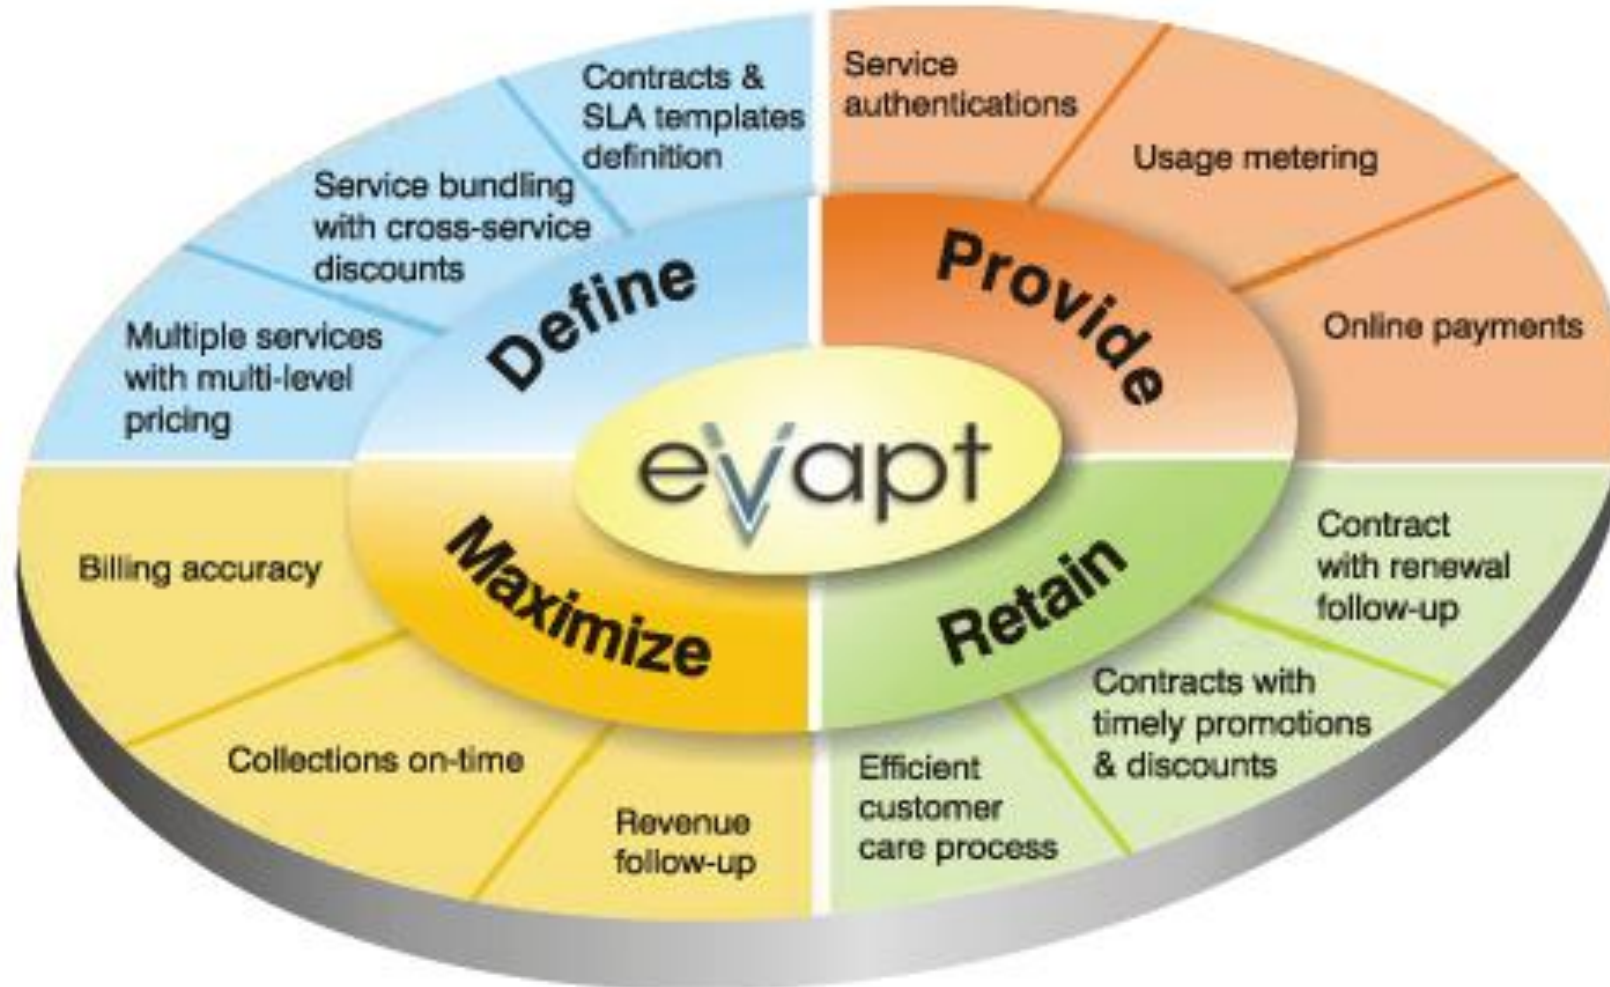 Contracts &
SLA templates
definition
Service bundling
with cross-service
discounts
Multiple services
with multi-level
pricing
Define
Service
authentications
Usage metering
Online payments
Provide
evapt
Maximize
Billing accuracy
Collections on-time
Revenue
follow-up
Retain
Contract
with renewal
follow-up
Contracts with
timely promotions
& discounts
Efficient
customer
care process